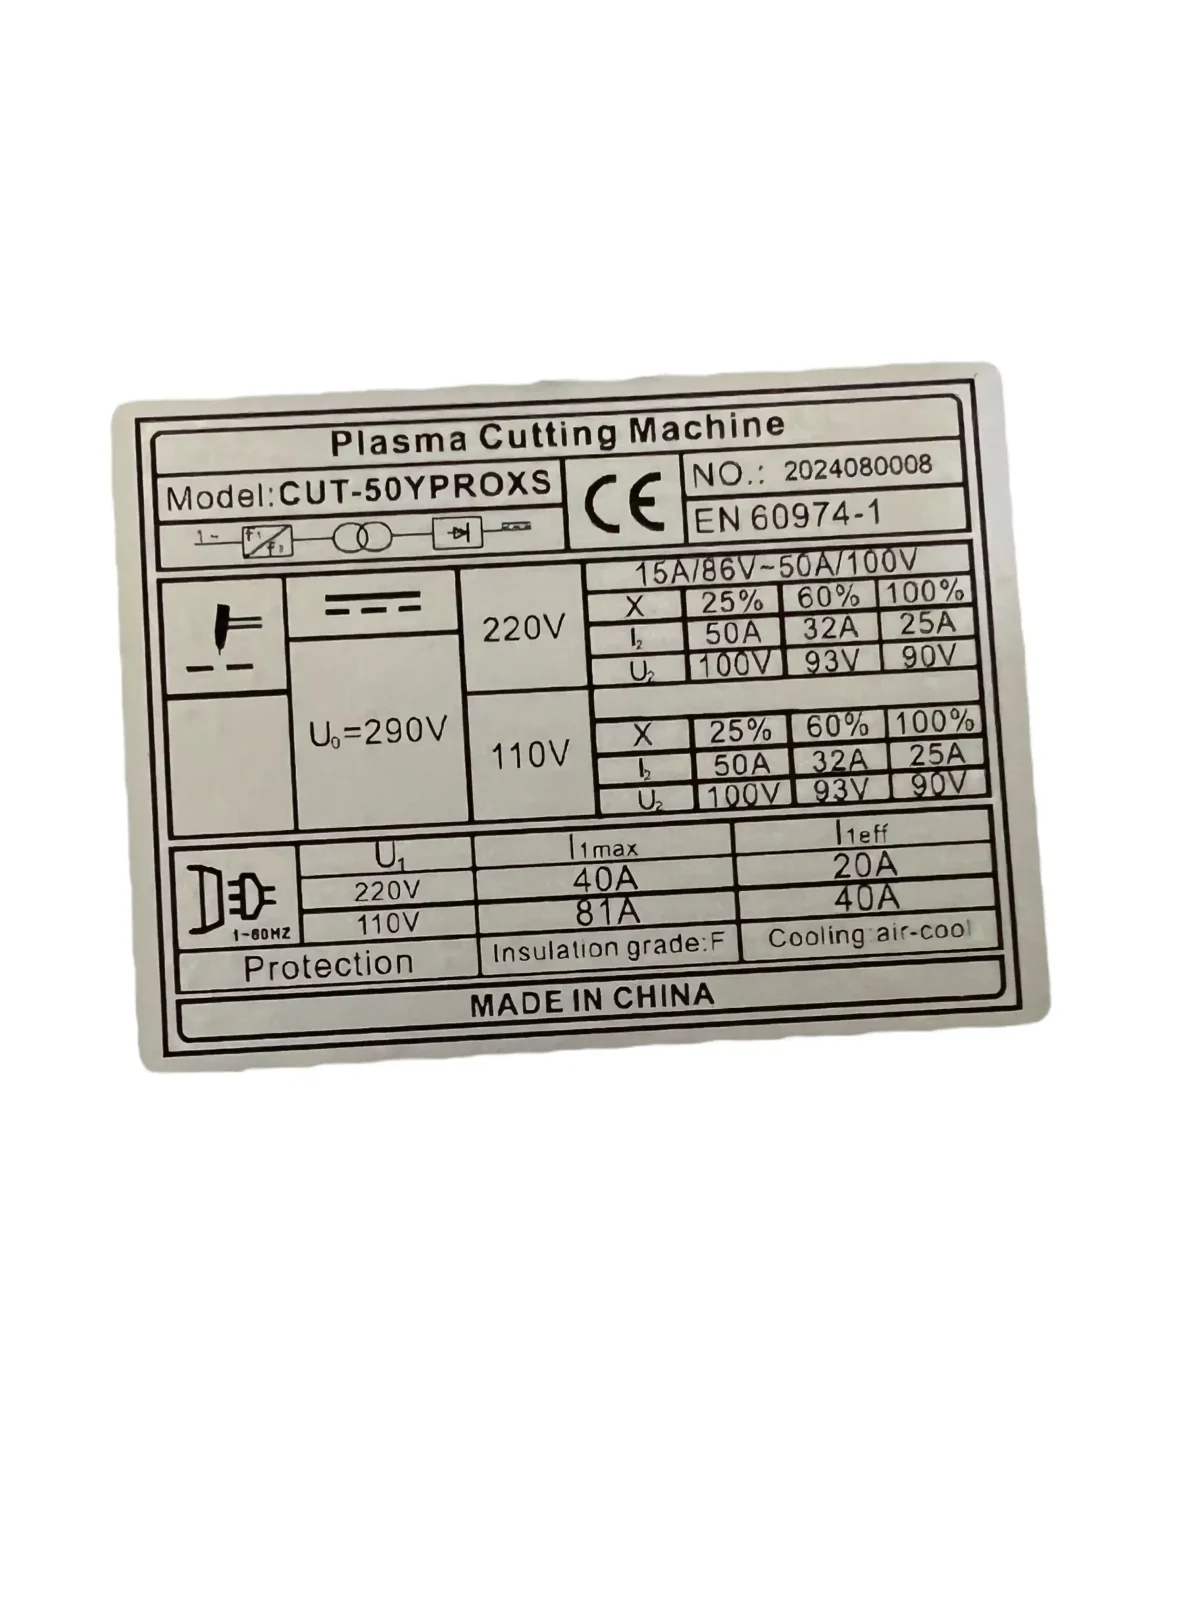 Plasma Cutting Machine
Model:CUT-50YPROXS
CE
NO.: 2024080008
EN 60974-1
1~ f1/f2
15A/86V~50A/100V
220V
X 25% 60% 100%
I2 50A 32A 25A
U2 100V 93V 90V
U0=290V
110V
X 25% 60% 100%
I2 50A 32A 25A
U2 100V 93V 90V
U1 I1max I1eff
220V 40A 20A
110V 81A 40A
1~60HZ
Protection Insulation grade:F Cooling:air-cool
MADE IN CHINA